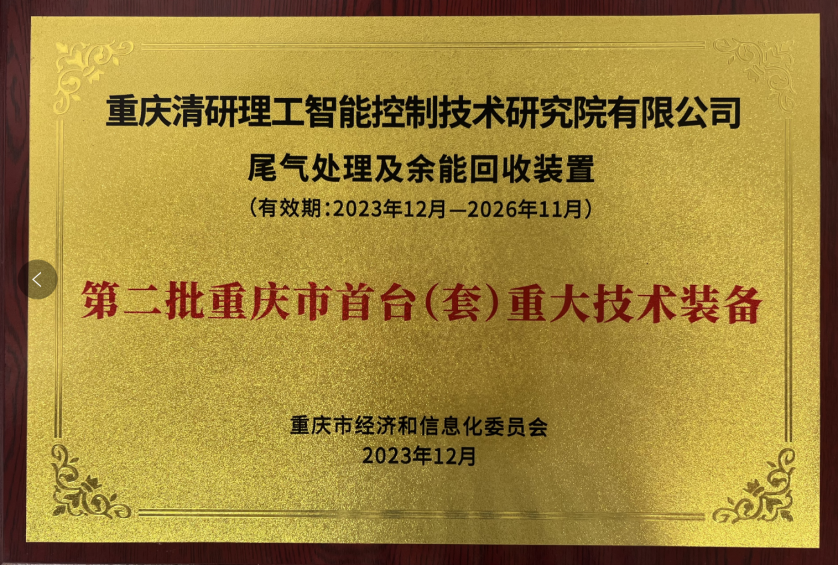 重庆清研理工智能控制技术研究院有限公司
尾气处理及余能回收装置
（有效期：2023年12月—2026年11月）
第二批重庆市首台（套）重大技术装备
重庆市经济和信息化委员会
2023年12月